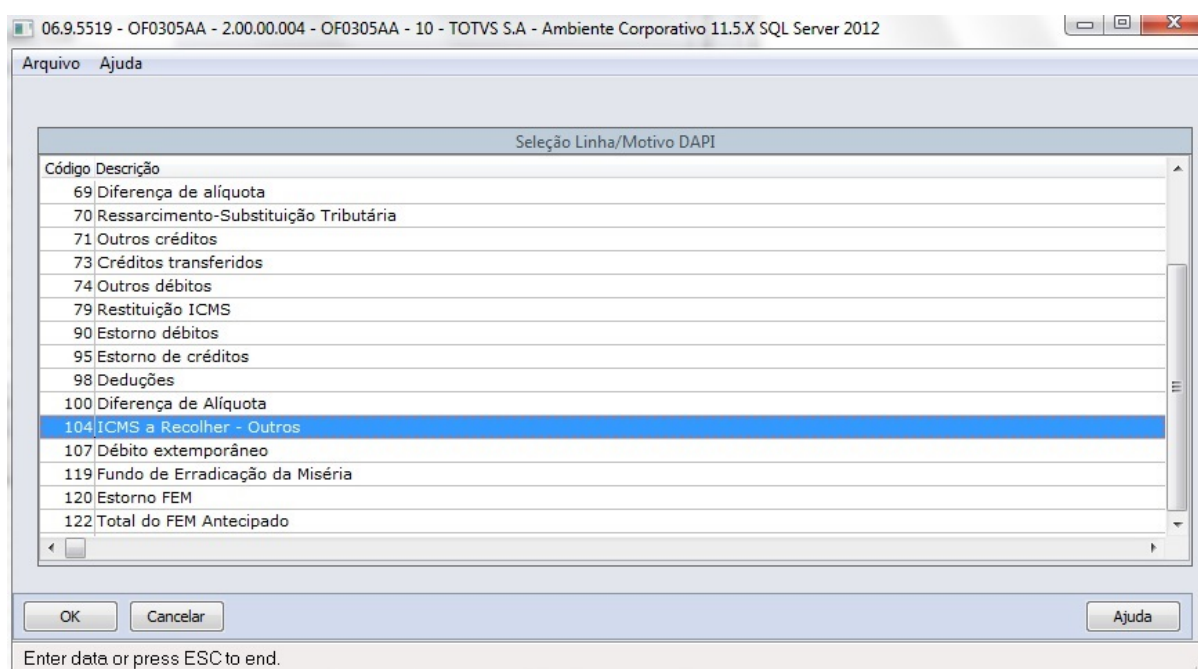 06.9.5519 - OF0305AA - 2.00.00.004 - OF0305AA - 10 - TOTVS S.A - Ambiente Corporativo 11.5.X SQL Server 2012
Arquivo Ajuda
Seleção Linha/Motivo DAPI
Código Descrição
69 Diferença de alíquota
70 Ressarcimento-Substituição Tributária
71 Outros créditos
73 Créditos transferidos
74 Outros débitos
79 Restituição ICMS
90 Estorno débitos
95 Estorno de créditos
98 Deduções
100 Diferença de Alíquota
104 ICMS a Recolher - Outros
107 Débito extemporâneo
119 Fundo de Erradicação da Miséria
120 Estorno FEM
122 Total do FEM Antecipado
OK Cancelar Ajuda
Enter data or press ESC to end.